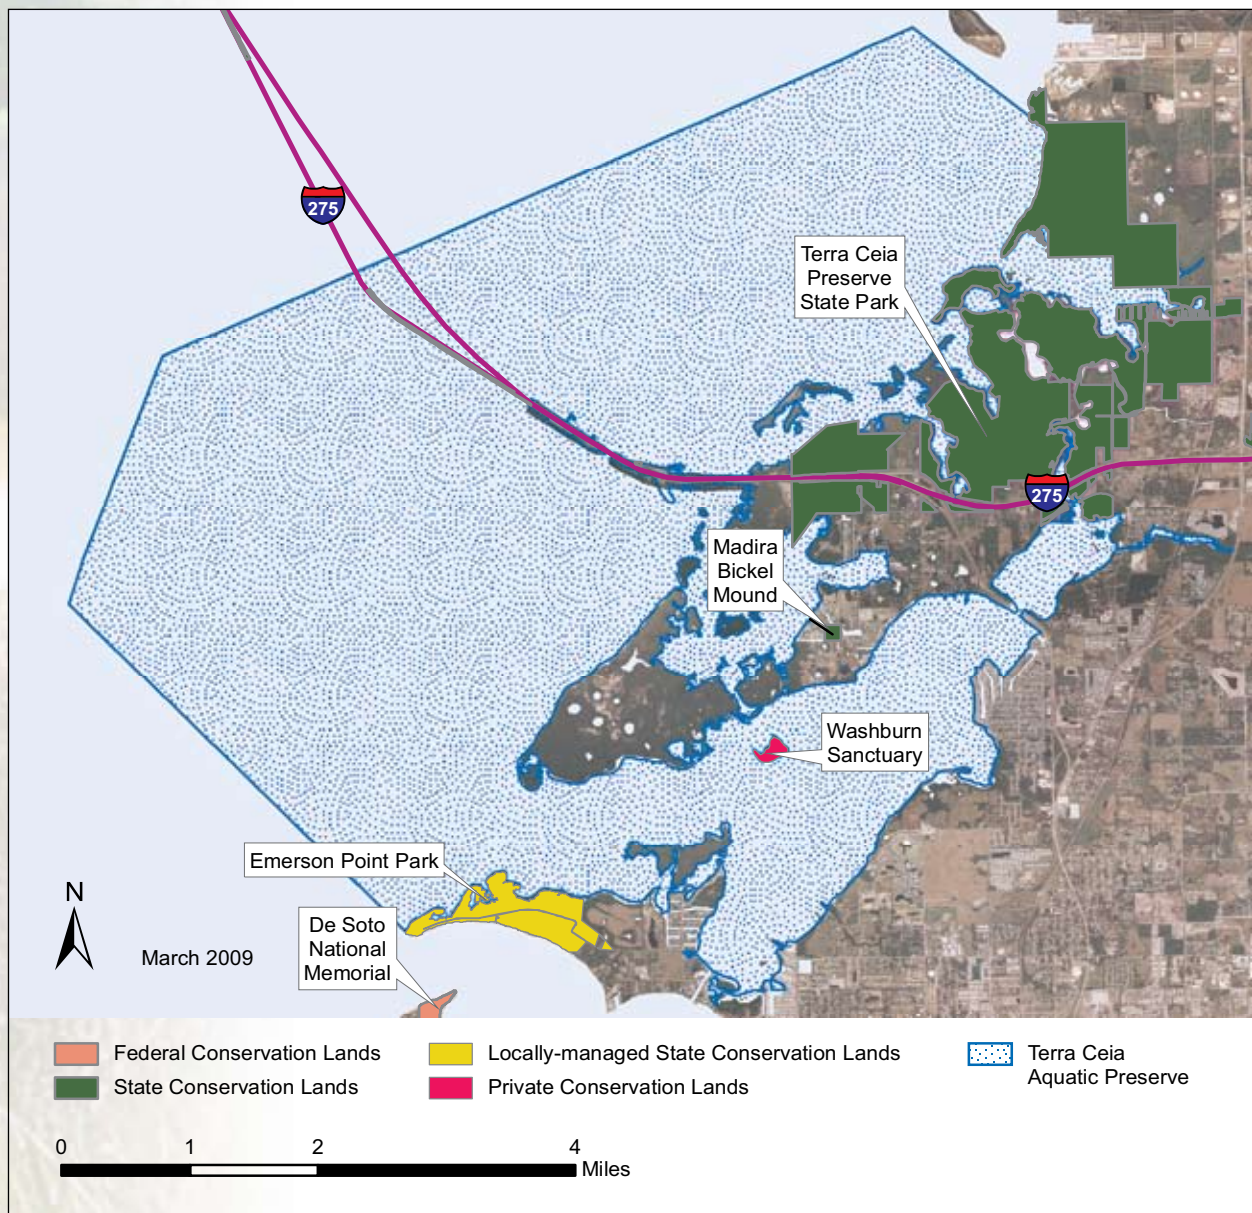 275
Terra Ceia
Preserve
State Park
275
Madira
Bickel
Mound
Washburn
Sanctuary
Emerson Point Park
N
De Soto
National
Memorial
March 2009
Federal Conservation Lands
State Conservation Lands
Locally-managed State Conservation Lands
Private Conservation Lands
Terra Ceia
Aquatic Preserve
0 1 2 4
Miles